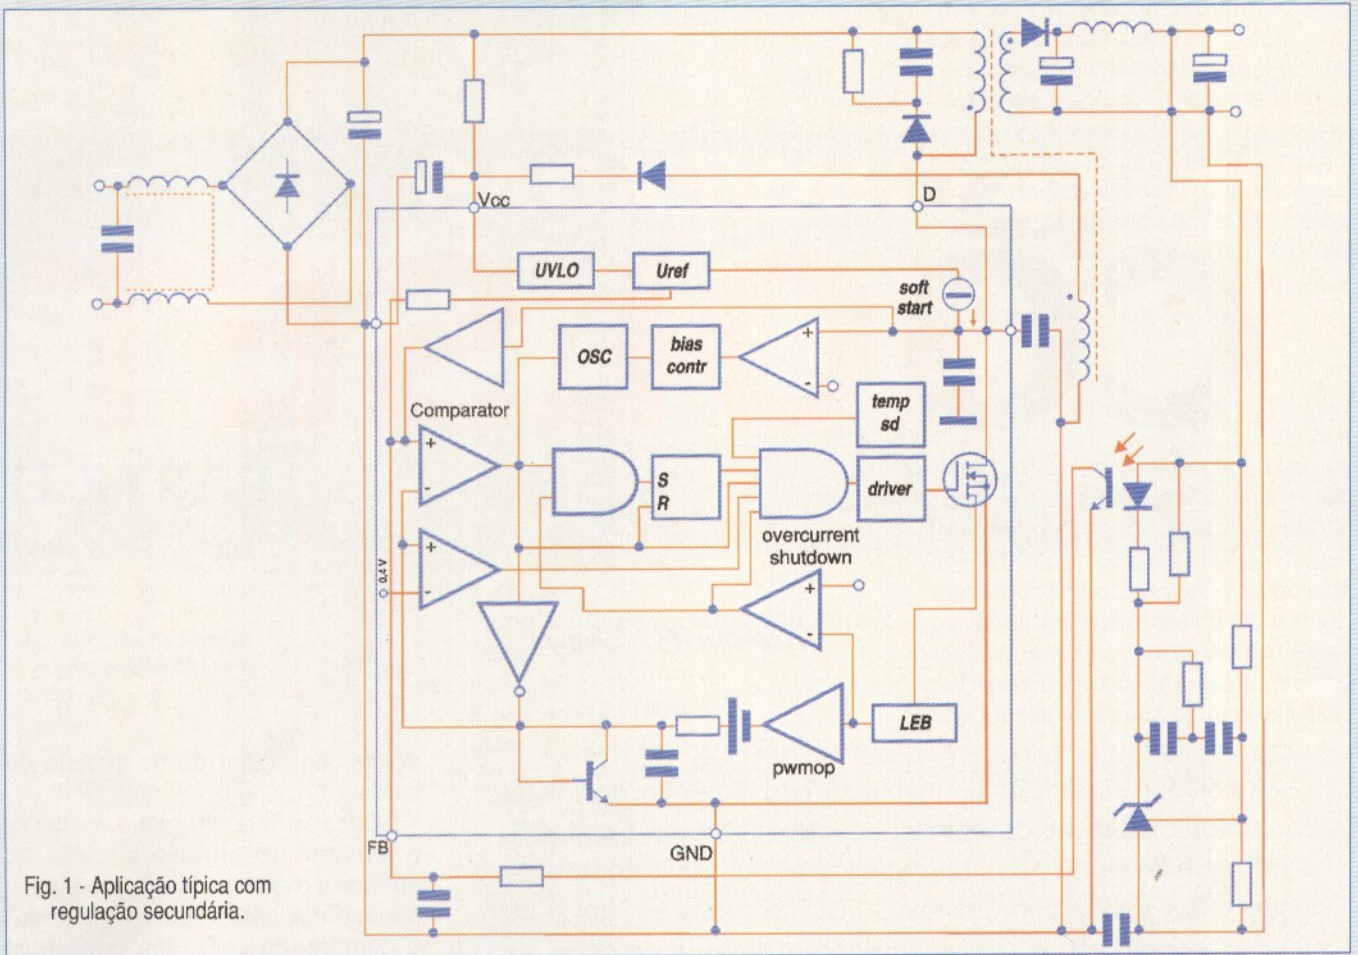 Vcc
D
UVLO
Uref
soft
start
OSC
bias
contr
+
-
Comparator
temp
sd
+
-
S
R
driver
overcurrent
shutdown
0,4 V
+
-
+
-
LEB
pwmop
FB
GND
Fig. 1 - Aplicação típica com
regulação secundária.